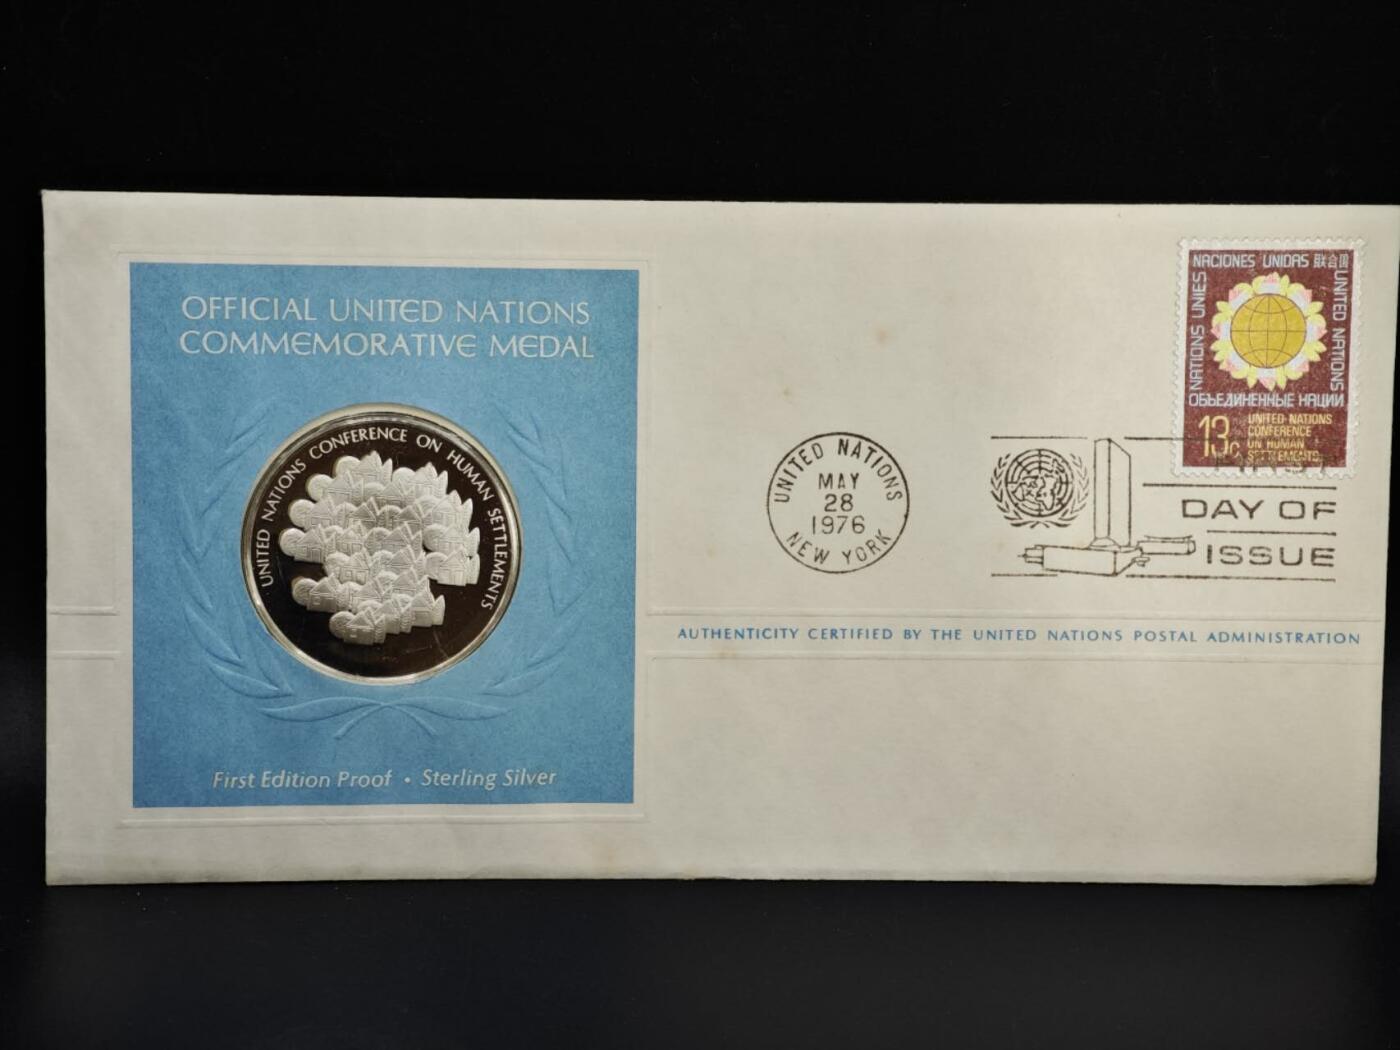 OFFICIAL UNITED NATIONS
COMMEMORATIVE MEDAL
UNITED NATIONS CONFERENCE ON HUMAN SETTLEMENTS
First Edition Proof • Sterling Silver
UNITED NATIONS
MAY
28
1976
NEW YORK
NACIONES UNIDAS 联合国
NATIONS UNIES
UNITED NATIONS
ОБЪЕДИНЕННЫЕ НАЦИИ
13c
UNITED NATIONS
CONFERENCE
ON HUMAN
SETTLEMENTS
DAY OF
ISSUE
AUTHENTICITY CERTIFIED BY THE UNITED NATIONS POSTAL ADMINISTRATION